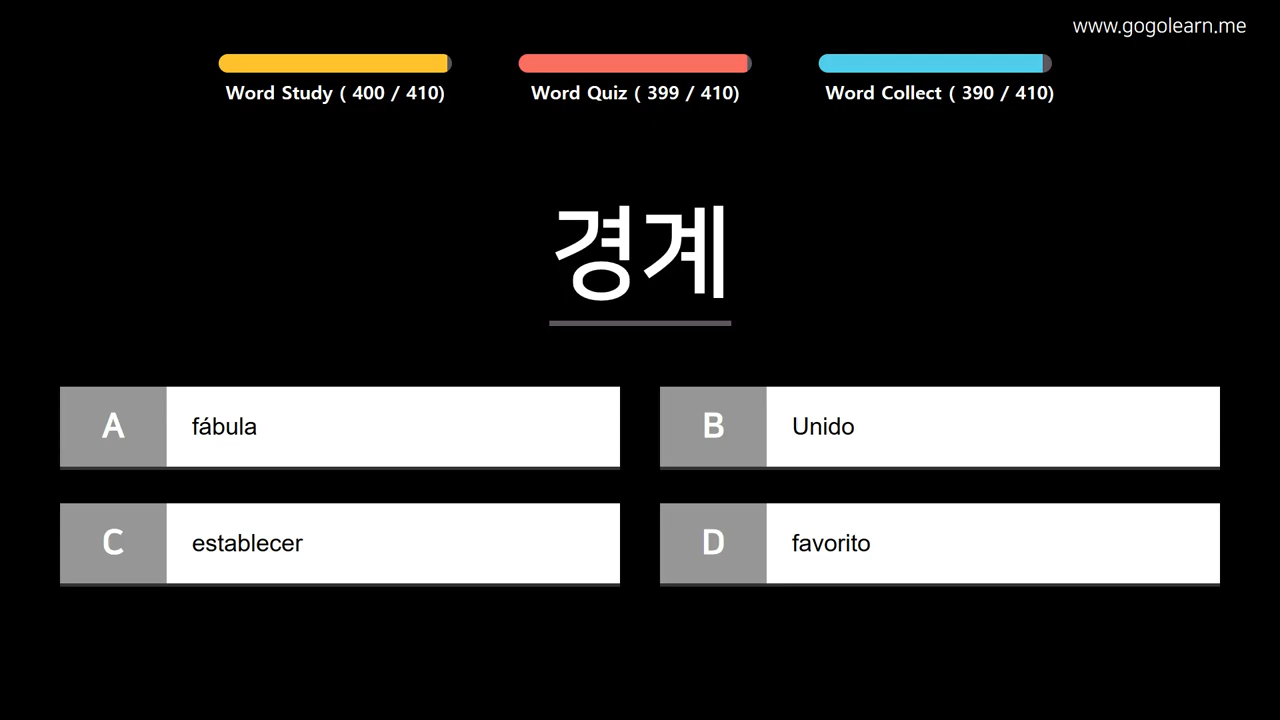 www.gogolearn.me
Word Study ( 400 / 410)
Word Quiz ( 399 / 410)
Word Collect ( 390 / 410)
경계
A fábula
B Unido
C establecer
D favorito